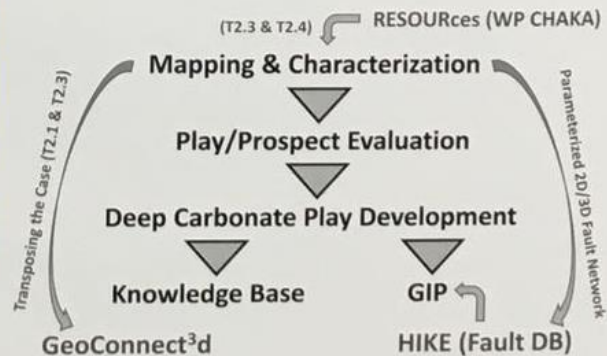 RESOURces (WP CHAKA)
(T2.3 & T2.4)
Mapping & Characterization
Transposing the Case (T2.1 & T2.3)
Parameterized 2D/3D Fault Network
Play/Prospect Evaluation
Deep Carbonate Play Development
Knowledge Base
GIP
GeoConnect³d
HIKE (Fault DB)